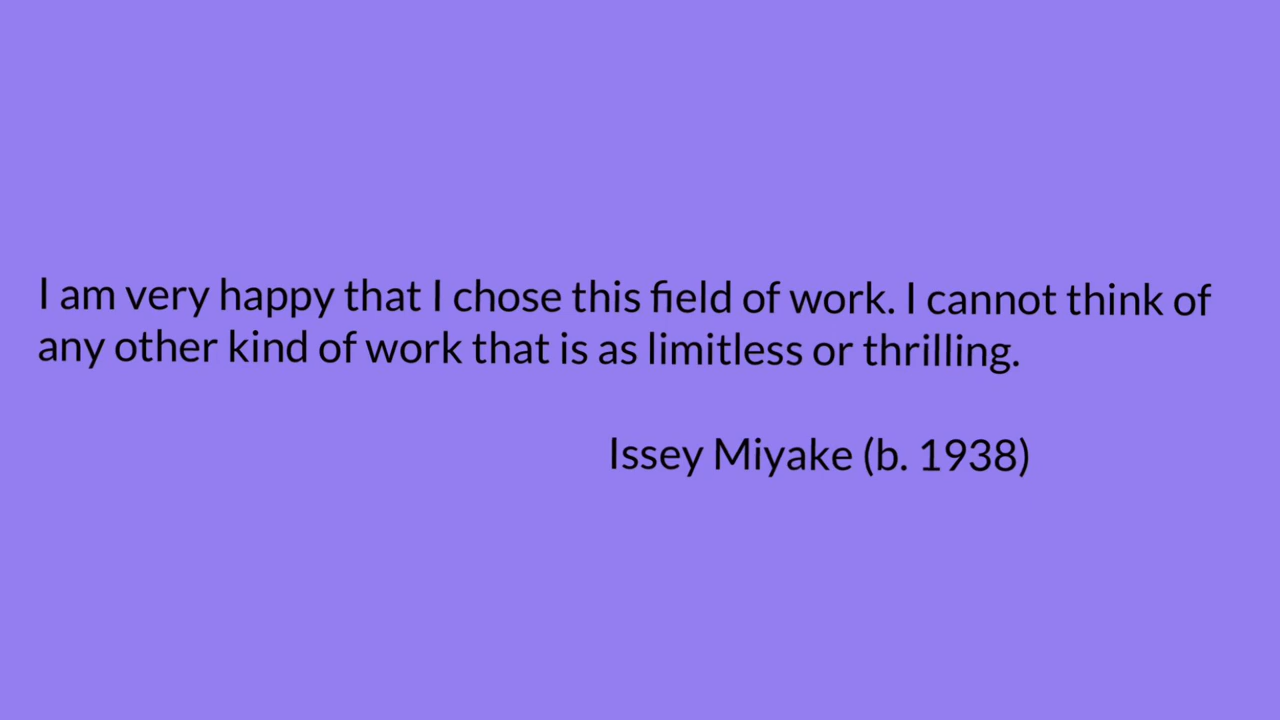 I am very happy that I chose this field of work. I cannot think of
any other kind of work that is as limitless or thrilling.
Issey Miyake (b. 1938)